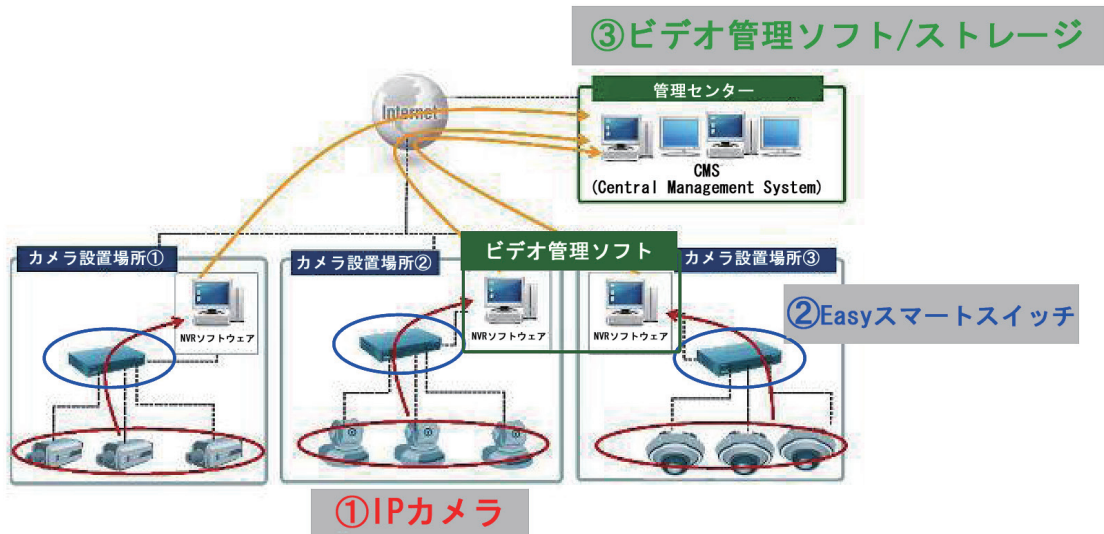 ③ビデオ管理ソフト/ストレージ
管理センター
Internet
CMS
(Central Management System)
カメラ設置場所①
カメラ設置場所②
ビデオ管理ソフト
カメラ設置場所③
NVRソフトウェア
NVRソフトウェア
NVRソフトウェア
②Easyスマートスイッチ
①IPカメラ